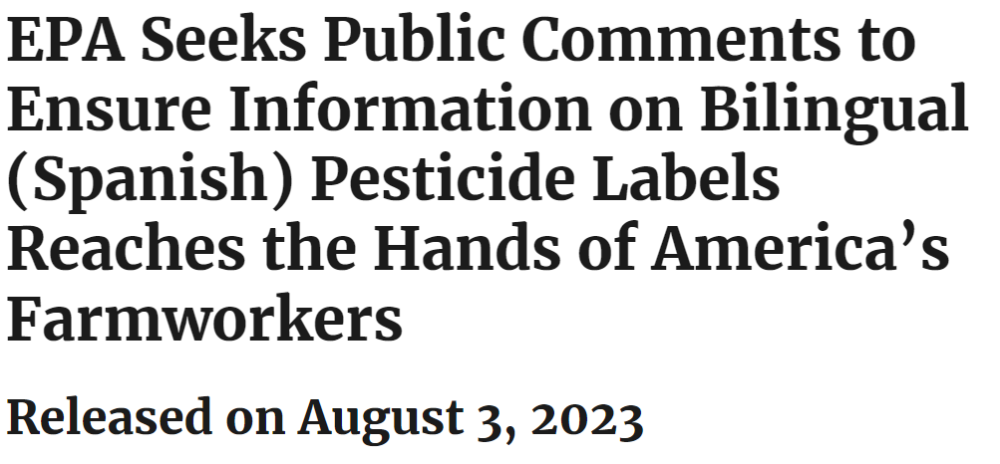 EPA Seeks Public Comments to
Ensure Information on Bilingual
(Spanish) Pesticide Labels
Reaches the Hands of America’s
Farmworkers
Released on August 3, 2023